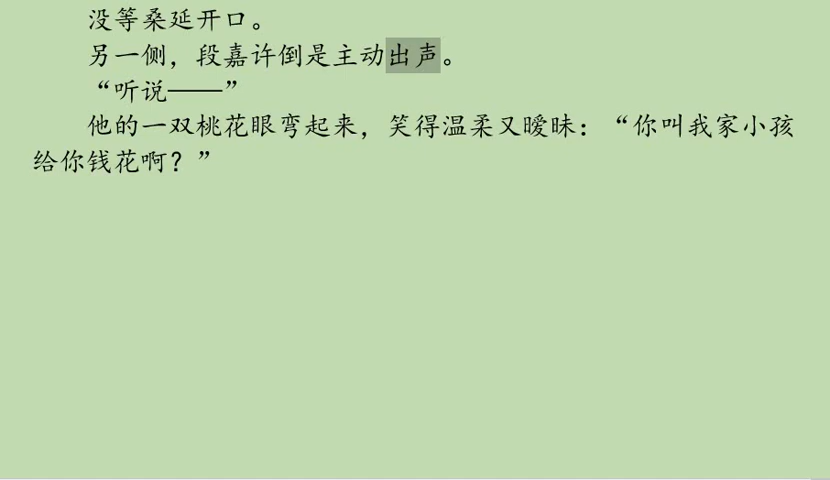 没等桑延开口。
另一侧，段嘉许倒是主动出声。
“听说——”
他的一双桃花眼弯起来，笑得温柔又暧昧：“你叫我家小孩
给你钱花啊？”